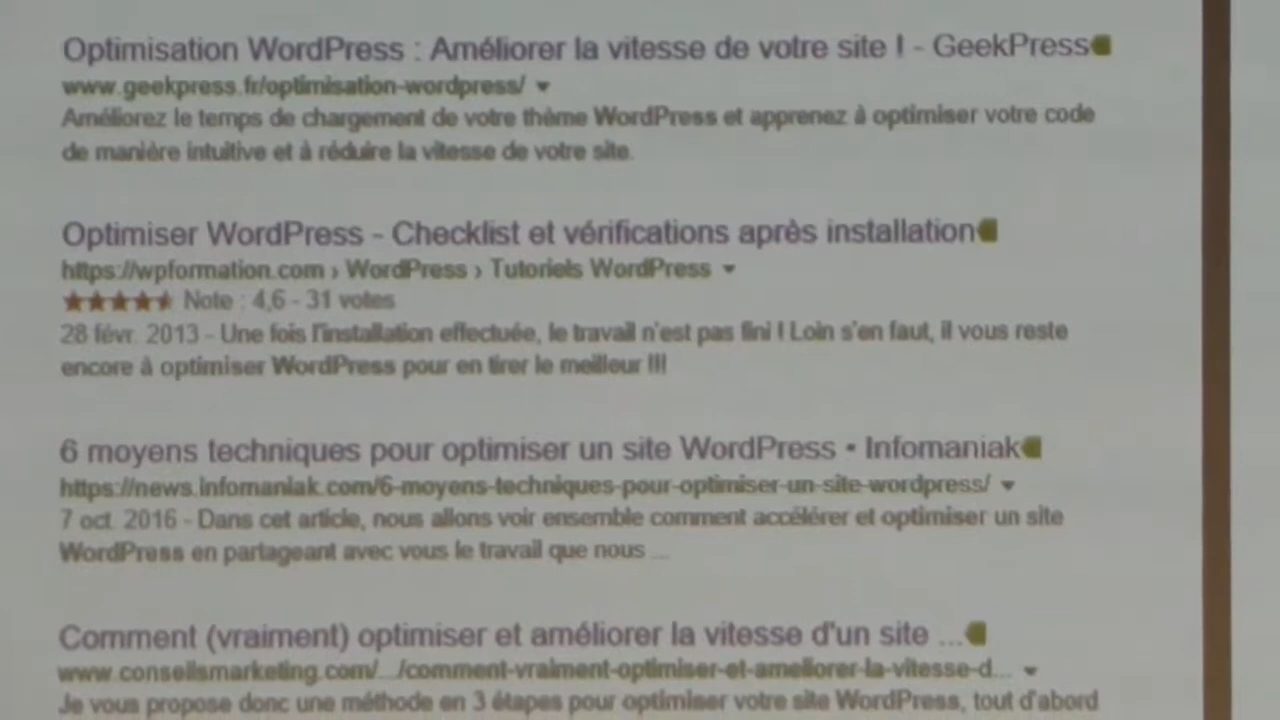 Optimisation WordPress : Améliorer la vitesse de votre site ! - GeekPress
www.geekpress.fr/optimisation-wordpress/
Améliorez le temps de chargement de votre thème WordPress et apprenez à optimiser votre code
de manière intuitive et à réduire la vitesse de votre site.
Optimiser WordPress - Checklist et vérifications après installation
https://wpformation.com › WordPress › Tutoriels WordPress
Note : 4,6 - 31 votes
28 févr. 2013 - Une fois l'installation effectuée, le travail n'est pas fini ! Loin s'en faut, il vous reste
encore à optimiser WordPress pour en tirer le meilleur !!!
6 moyens techniques pour optimiser un site WordPress • Infomaniak
https://news.infomaniak.com/6-moyens-techniques-pour-optimiser-un-site-wordpress/
7 oct. 2016 - Dans cet article, nous allons voir ensemble comment accélérer et optimiser un site
WordPress en partageant avec vous le travail que nous ...
Comment (vraiment) optimiser et améliorer la vitesse d'un site ...
www.conseilsmarketing.com/.../comment-vraiment-optimiser-et-ameliorer-la-vitesse-d...
Je vous propose donc une méthode en 3 étapes pour optimiser votre site WordPress, tout d'abord